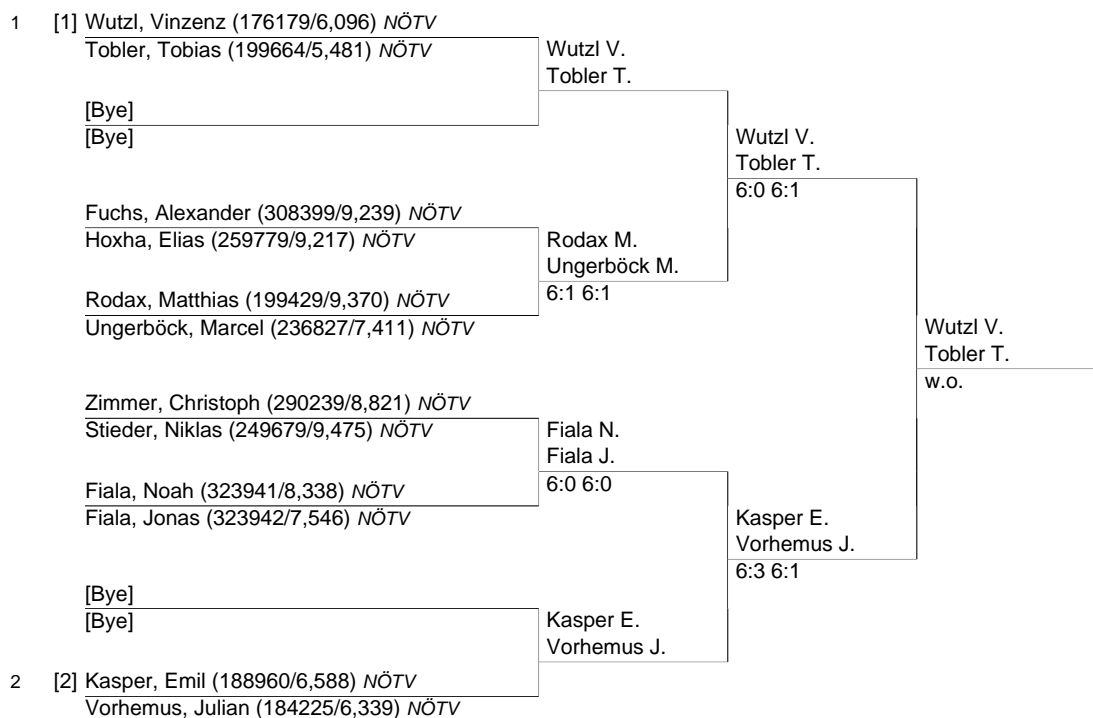 1 [1] Wutzl, Vinzenz (176179/6,096) NÖTV
Tobler, Tobias (199664/5,481) NÖTV
Wutzl V.
Tobler T.
[Bye]
[Bye]
Wutzl V.
Tobler T.
6:0 6:1
Fuchs, Alexander (308399/9,239) NÖTV
Hoxha, Elias (259779/9,217) NÖTV
Rodax M.
Ungerböck M.
6:1 6:1
Rodax, Matthias (199429/9,370) NÖTV
Ungerböck, Marcel (236827/7,411) NÖTV
Wutzl V.
Tobler T.
w.o.
Zimmer, Christoph (290239/8,821) NÖTV
Stieder, Niklas (249679/9,475) NÖTV
Fiala N.
Fiala J.
6:0 6:0
Fiala, Noah (323941/8,338) NÖTV
Fiala, Jonas (323942/7,546) NÖTV
Kasper E.
Vorhemus J.
6:3 6:1
[Bye]
[Bye]
Kasper E.
Vorhemus J.
2 [2] Kasper, Emil (188960/6,588) NÖTV
Vorhemus, Julian (184225/6,339) NÖTV